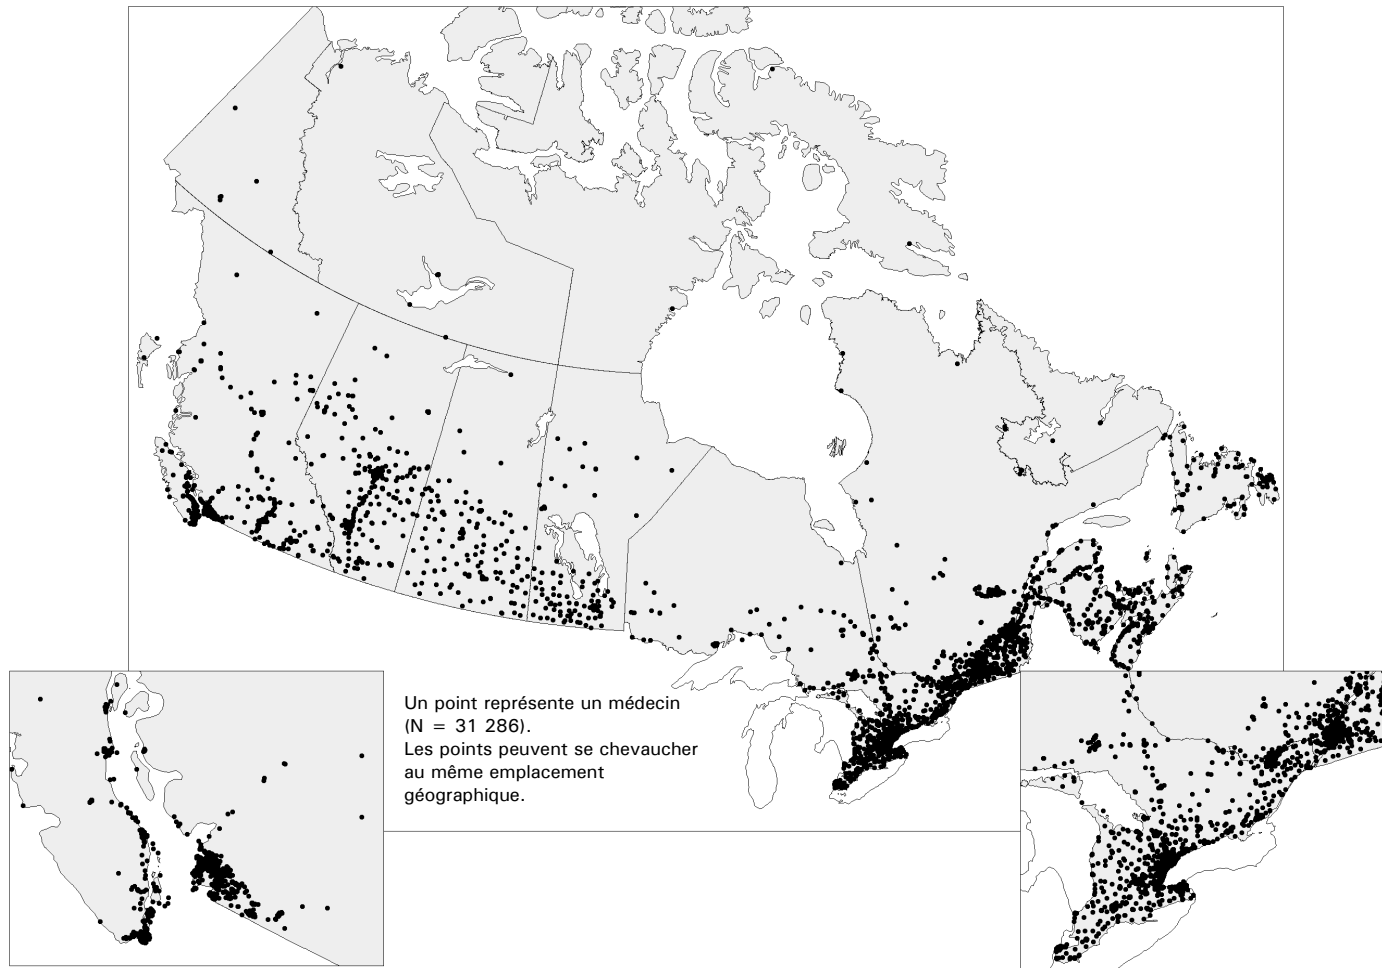 Un point représente un médecin
(N = 31 286).
Les points peuvent se chevaucher
au même emplacement
géographique.